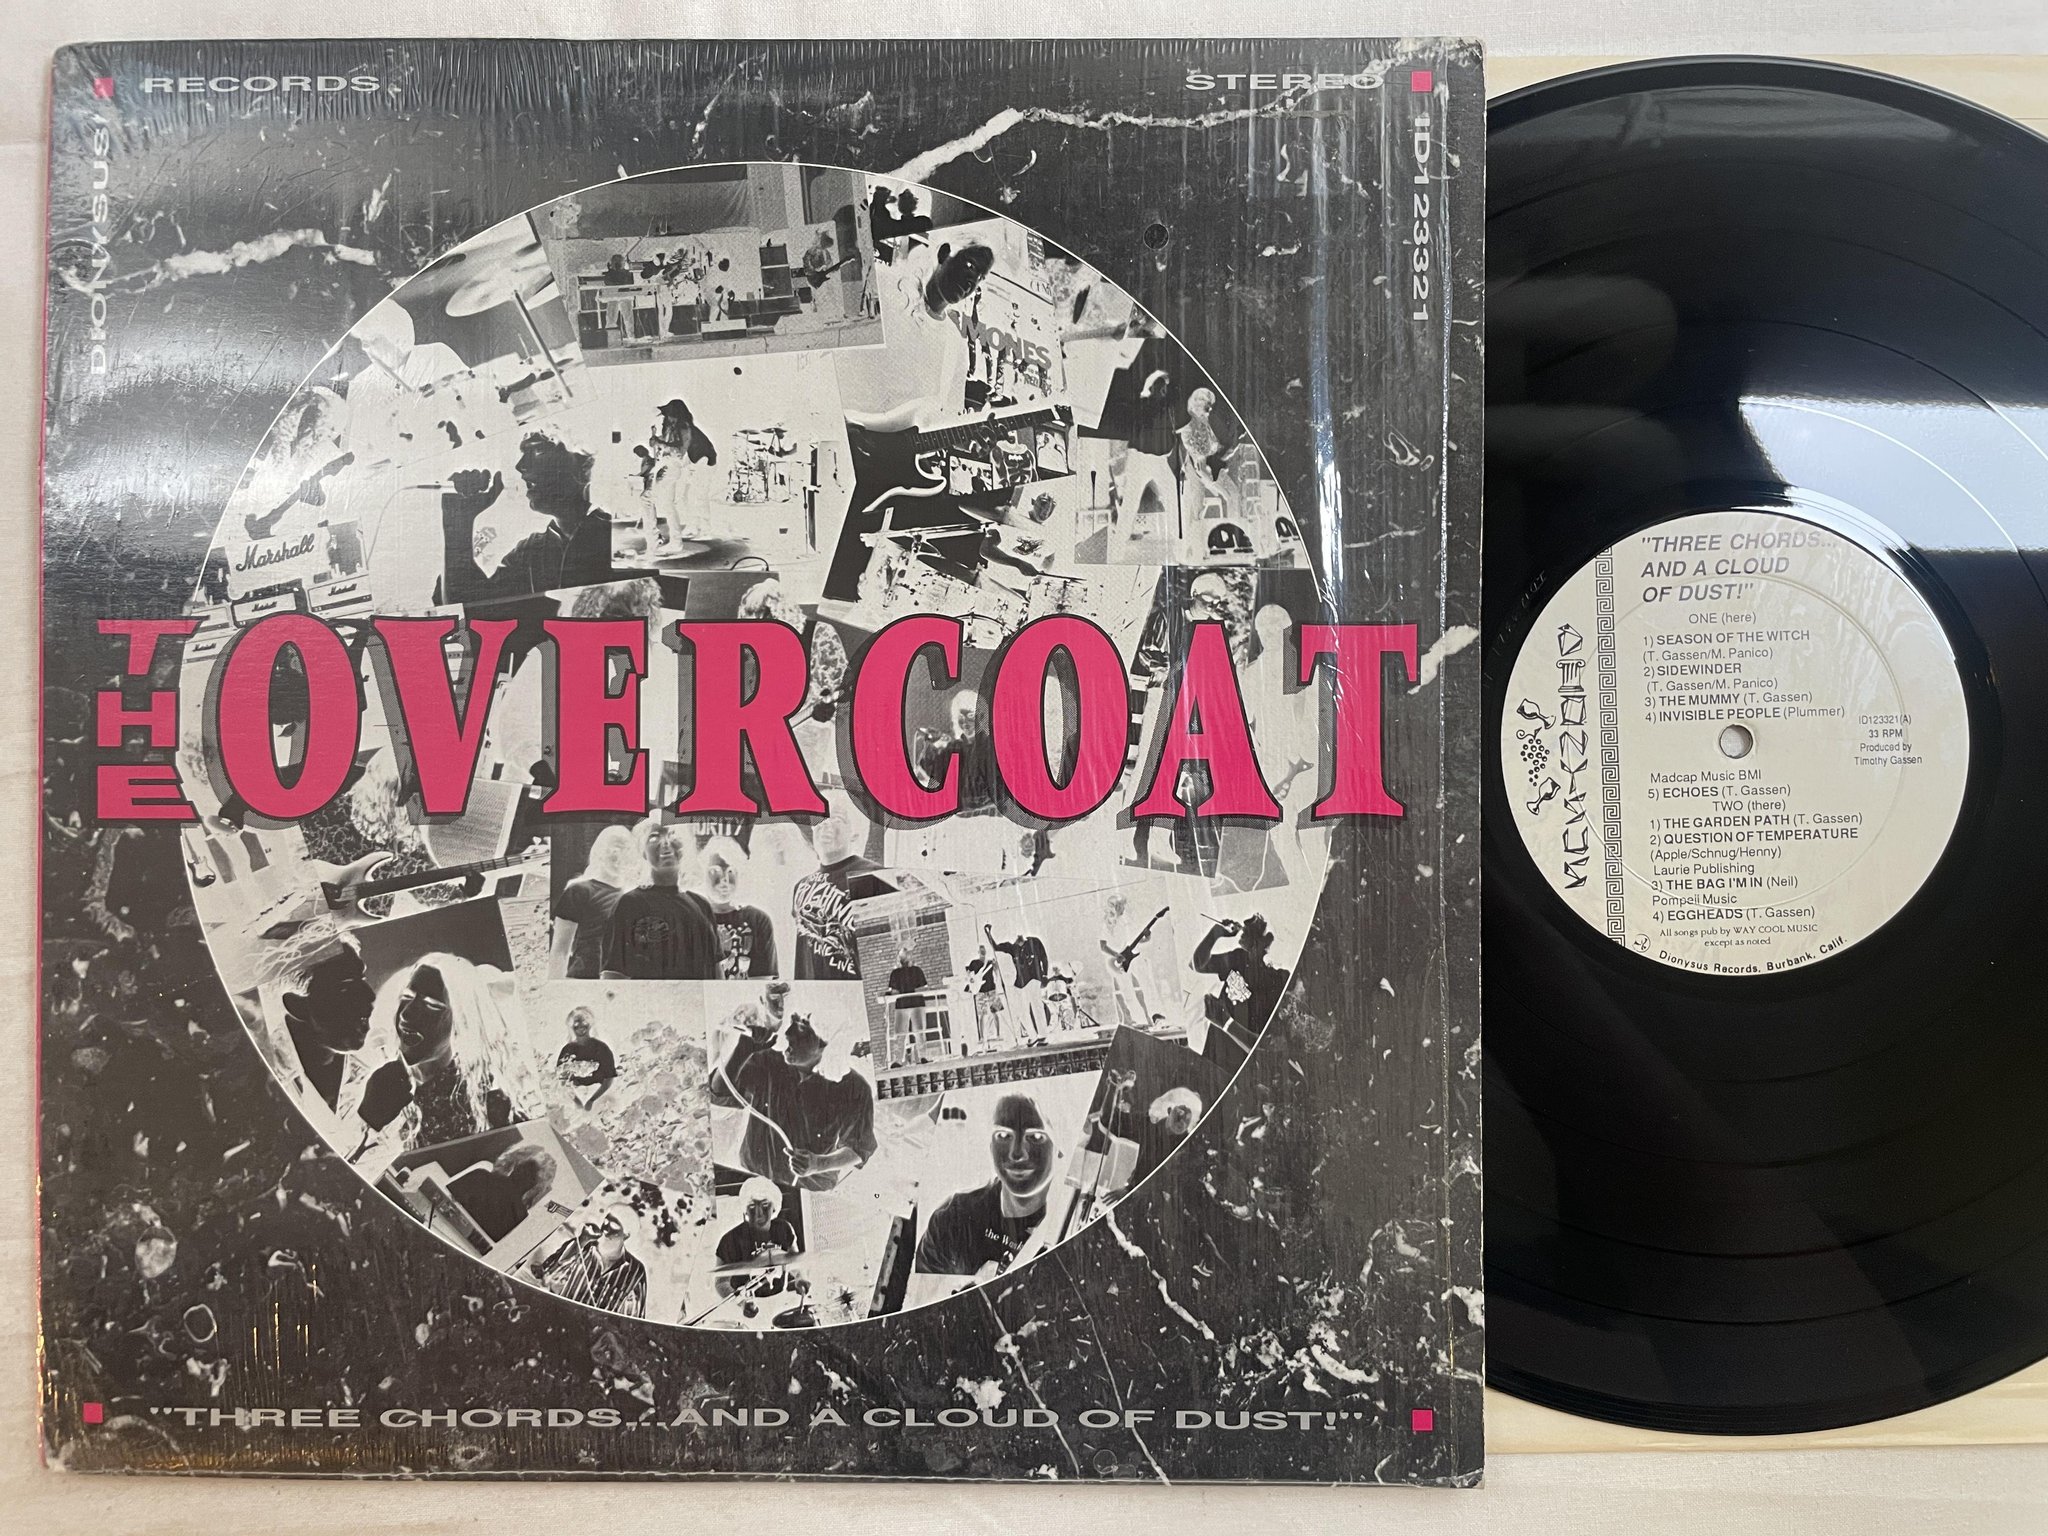 RECORDS
STEREO
DIONYSUS
ID1 23321
MONES
Marshall
THE OVERCOAT
LIVE
"THREE CHORDS...AND A CLOUD OF DUST!"
"THREE CHORDS...
AND A CLOUD
OF DUST!"
ONE (here)
1) SEASON OF THE WITCH
(T. Gassen/M. Panico)
2) SIDEWINDER
(T. Gassen/M. Panico)
3) THE MUMMY (T. Gassen)
4) INVISIBLE PEOPLE (Plummer)
Madcap Music BMI
5) ECHOES (T. Gassen)
TWO (there)
1) THE GARDEN PATH (T. Gassen)
2) QUESTION OF TEMPERATURE
(Apple/Schnug/Henny)
Laurie Publishing
3) THE BAG I'M IN (Neil)
Pompeii Music
4) EGGHEADS (T. Gassen)
All songs pub by WAY COOL MUSIC
except as noted
ID123321(A)
33 RPM
Produced by
Timothy Gassen
Dionysus Records, Burbank, Calif.